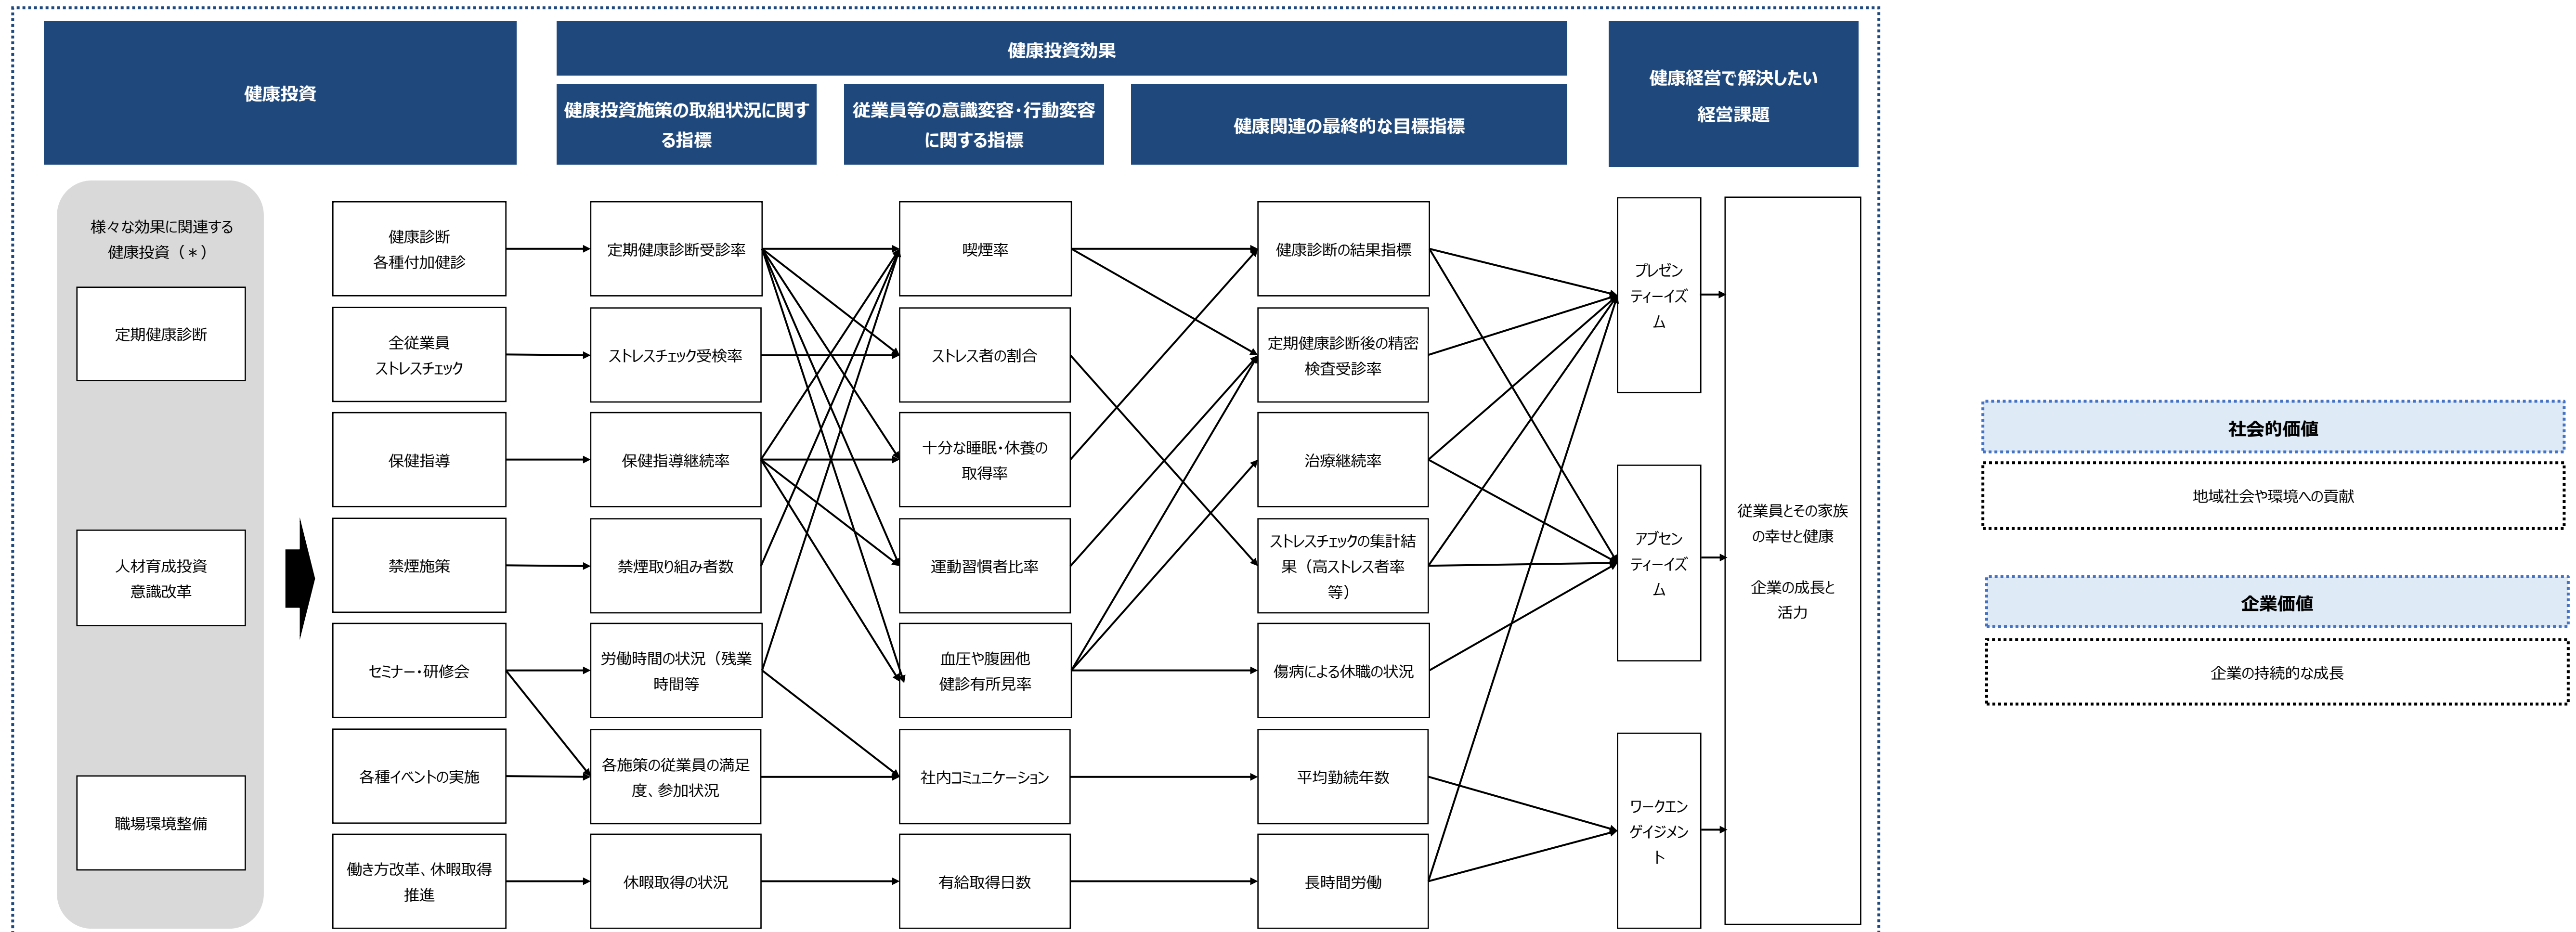 健康投資
健康投資効果
健康投資施策の取組状況に関す
る指標
従業員等の意識変容・行動変容
に関する指標
健康関連の最終的な目標指標
健康経営で解決したい
経営課題
様々な効果に関連する
健康投資（＊）
定期健康診断
人材育成投資
意識改革
職場環境整備
健康診断
各種付加健診
全従業員
ストレスチェック
保健指導
禁煙施策
セミナー・研修会
各種イベントの実施
働き方改革、休暇取得
推進
定期健康診断受診率
ストレスチェック受検率
保健指導継続率
禁煙取り組み者数
労働時間の状況（残業
時間等
各施策の従業員の満足
度、参加状況
休暇取得の状況
喫煙率
ストレス者の割合
十分な睡眠・休養の
取得率
運動習慣者比率
血圧や腹囲他
健診有所見率
社内コミュニケーション
有給取得日数
健康診断の結果指標
定期健康診断後の精密
検査受診率
治療継続率
ストレスチェックの集計結
果（高ストレス者率
等）
傷病による休職の状況
平均勤続年数
長時間労働
プレゼン
ティーイズ
ム
アブセン
ティーイズ
ム
ワークエン
ゲイジメン
ト
従業員とその家族
の幸せと健康
企業の成長と
活力
社会的価値
地域社会や環境への貢献
企業価値
企業の持続的な成長